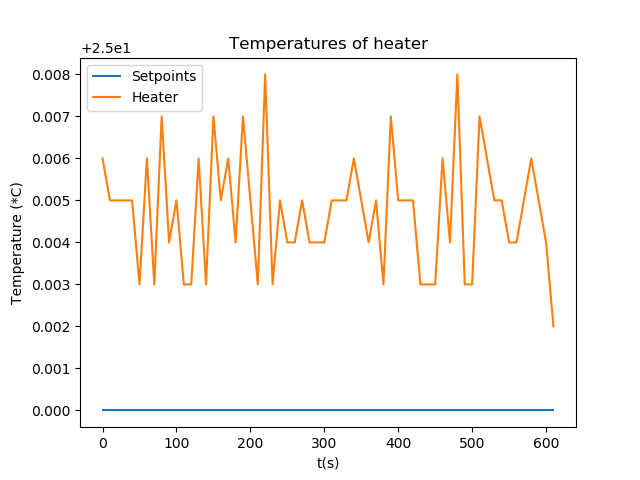 Temperatures of heater
+2.5e1
Setpoints
Heater
0.008
0.007
0.006
0.005
0.004
0.003
0.002
0.001
0.000
Temperature (*C)
0 100 200 300 400 500 600
t(s)